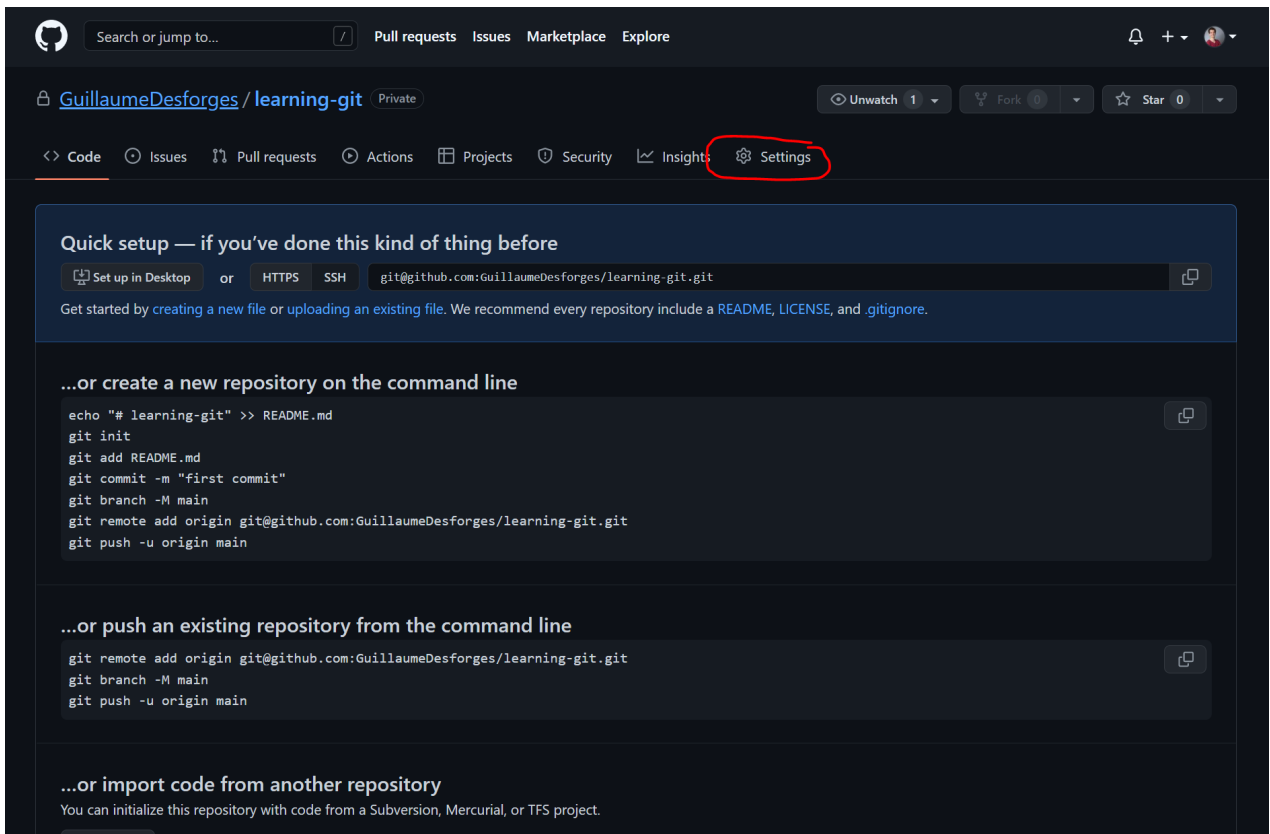 Search or jump to... / Pull requests Issues Marketplace Explore
GuillaumeDesforges / learning-git Private Unwatch 1 Fork 0 Star 0
<> Code Issues Pull requests Actions Projects Security Insights Settings
Quick setup — if you've done this kind of thing before
Set up in Desktop or HTTPS SSH git@github.com:GuillaumeDesforges/learning-git.git
Get started by creating a new file or uploading an existing file. We recommend every repository include a README, LICENSE, and .gitignore.
...or create a new repository on the command line
echo "# learning-git" >> README.md
git init
git add README.md
git commit -m "first commit"
git branch -M main
git remote add origin git@github.com:GuillaumeDesforges/learning-git.git
git push -u origin main
...or push an existing repository from the command line
git remote add origin git@github.com:GuillaumeDesforges/learning-git.git
git branch -M main
git push -u origin main
...or import code from another repository
You can initialize this repository with code from a Subversion, Mercurial, or TFS project.